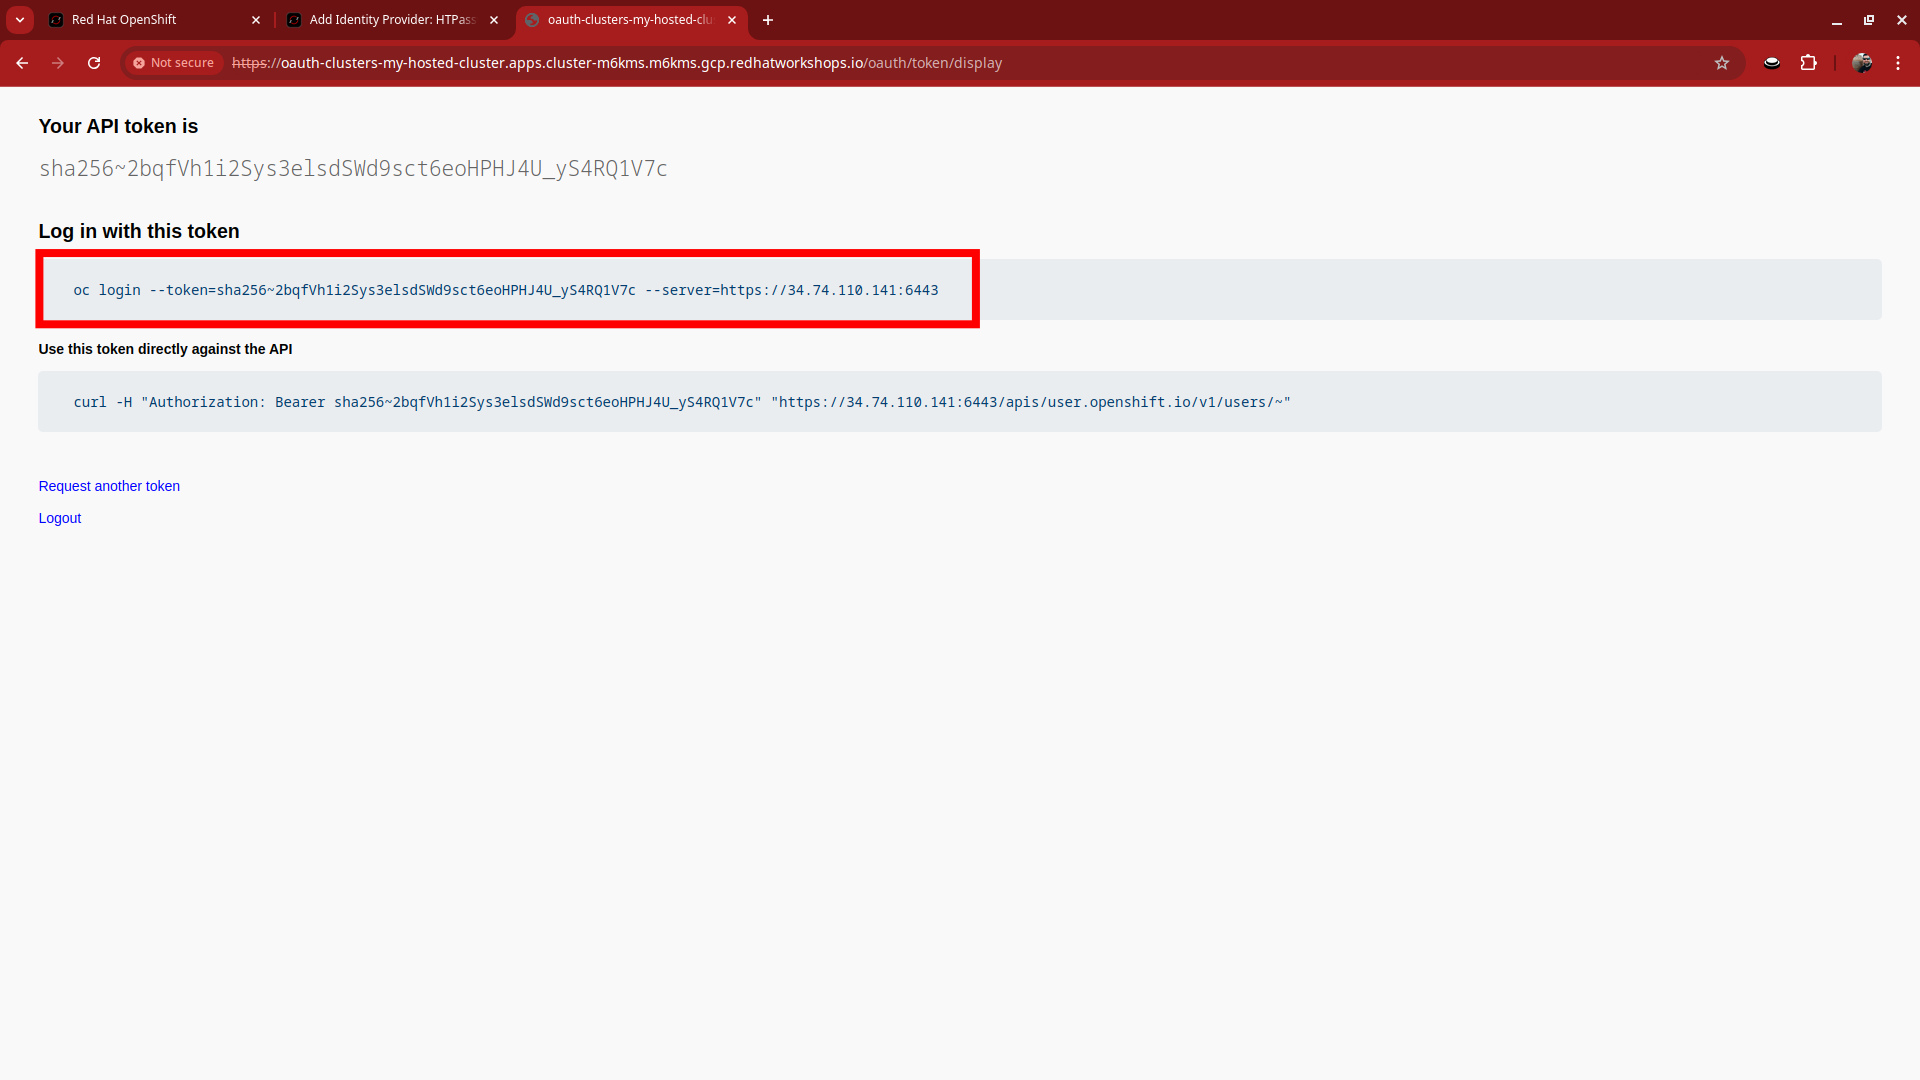 Red Hat OpenShift
Add Identity Provider: HTPass
oauth-clusters-my-hosted-clu
Not secure
https://oauth-clusters-my-hosted-cluster.apps.cluster-m6kms.m6kms.gcp.redhatworkshops.io/oauth/token/display
Your API token is
sha256~2bqfVh1i2Sys3elsdSWd9sct6eoHPHJ4U_yS4RQ1V7c
Log in with this token
oc login --token=sha256~2bqfVh1i2Sys3elsdSWd9sct6eoHPHJ4U_yS4RQ1V7c --server=https://34.74.110.141:6443
Use this token directly against the API
curl -H "Authorization: Bearer sha256~2bqfVh1i2Sys3elsdSWd9sct6eoHPHJ4U_yS4RQ1V7c" "https://34.74.110.141:6443/apis/user.openshift.io/v1/users/~"
Request another token
Logout